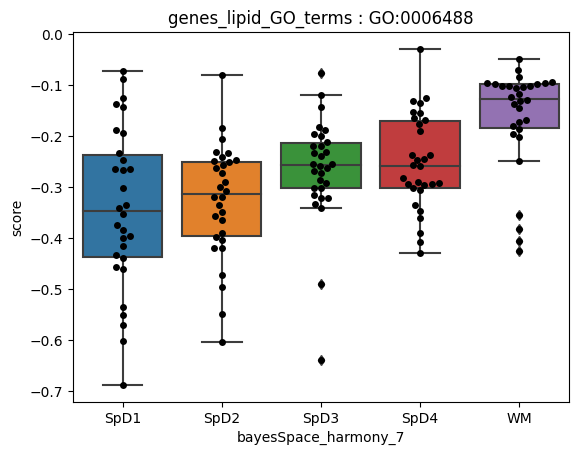 genes_lipid_GO_terms : GO:0006488
0.0
−0.1
−0.2
−0.3
−0.4
−0.5
−0.6
−0.7
score
SpD1 SpD2 SpD3 SpD4 WM
bayesSpace_harmony_7